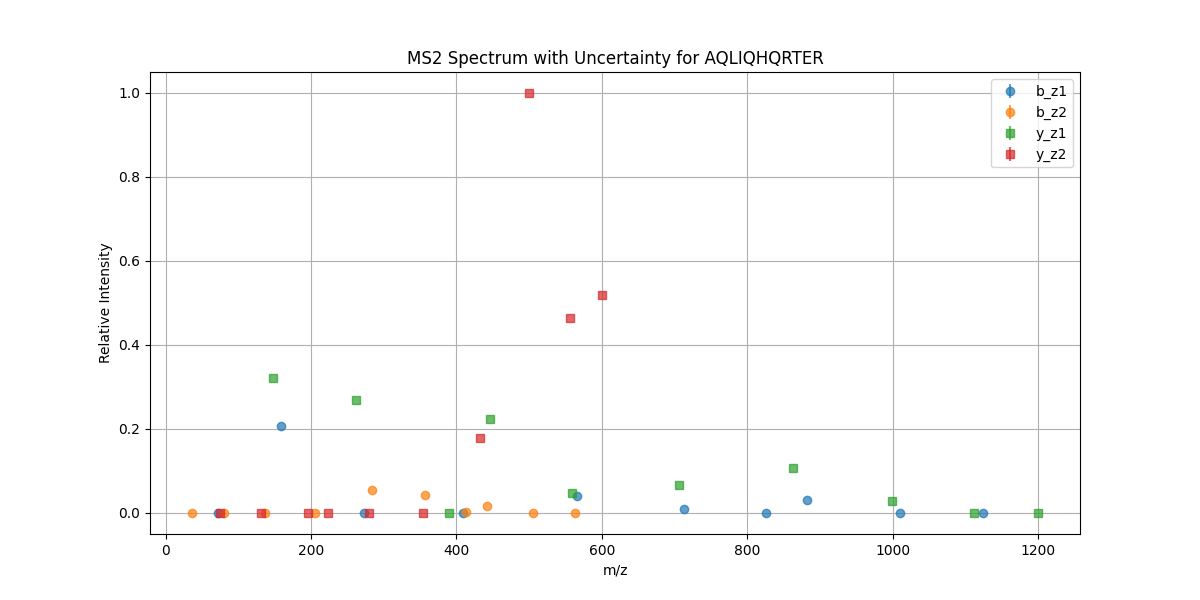 MS2 Spectrum with Uncertainty for AQLIQHQRTER
b_z1
b_z2
y_z1
y_z2
1.0
0.8
0.6
0.4
0.2
0.0
Relative Intensity
0 200 400 600 800 1000 1200
m/z